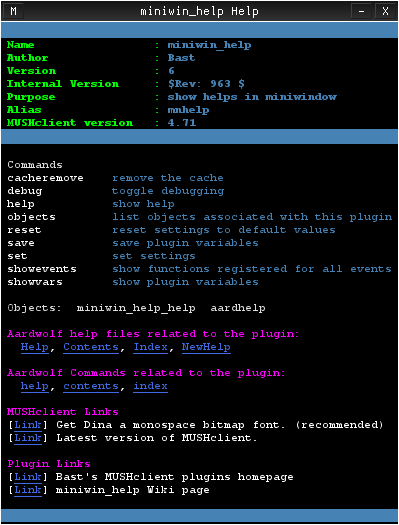 M miniwin_help Help - X
Name : miniwin_help
Author : Bast
Version : 6
Internal Version : $Rev: 963 $
Purpose : show helps in miniwindow
Alias : mnhelp
MUSHclient version : 4.71
Commands
cacheremove remove the cache
debug toggle debugging
help show help
objects list objects associated with this plugin
reset reset settings to default values
save save plugin variables
set set settings
showevents show functions registered for all events
showvars show plugin variables
Objects: miniwin_help_help aardhelp
Aardwolf help files related to the plugin:
Help, Contents, Index, NewHelp
Aardwolf Commands related to the plugin:
help, contents, index
MUSHclient Links
[Link] Get Dina a monospace bitmap font. (recommended)
[Link] Latest version of MUSHclient.
Plugin Links
[Link] Bast's MUSHclient plugins homepage
[Link] miniwin_help Wiki page